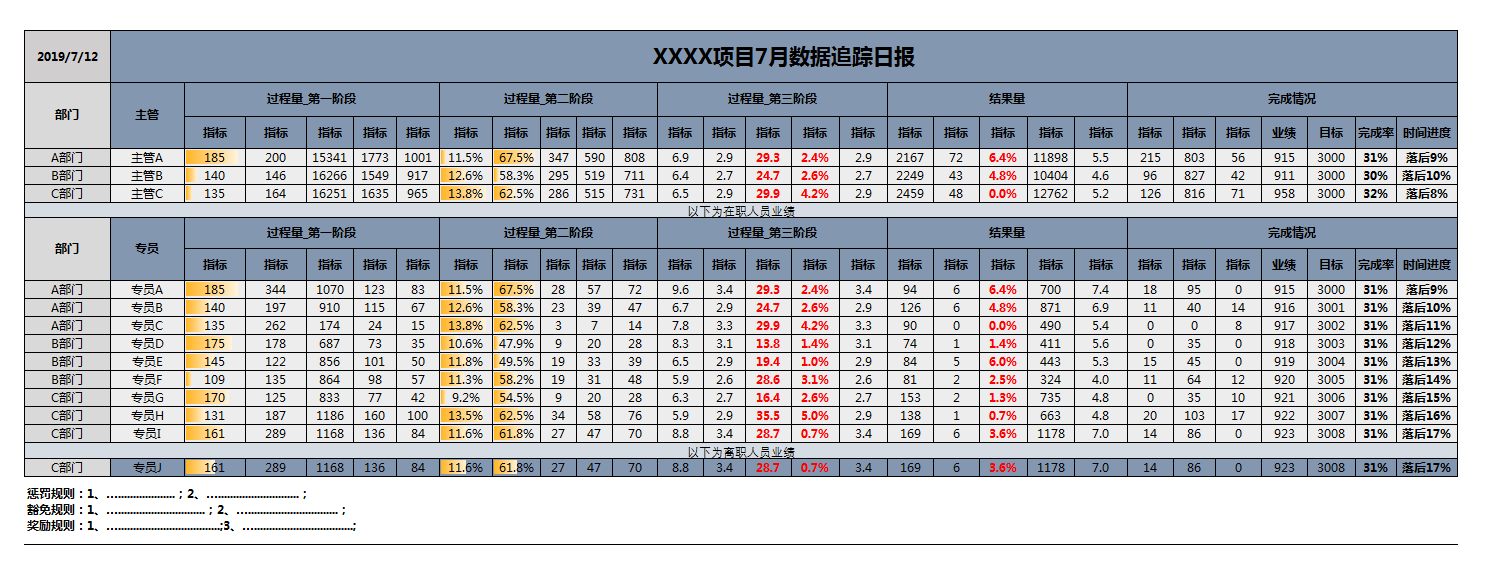 2019/7/12 XXXX项目7月数据追踪日报
部门 主管 过程量_第一阶段 过程量_第二阶段 过程量_第三阶段 结果量 完成情况
指标 指标 指标 指标 指标 指标 指标 指标 指标 指标 指标 指标 指标 指标 指标 指标 指标 指标 指标 指标 指标 指标 指标 业绩 目标 完成率 时间进度
A部门 主管A 185 200 15341 1773 1001 11.5% 67.5% 347 590 808 6.9 2.9 29.3 2.4% 2.9 2167 72 6.4% 11898 5.5 215 803 56 915 3000 31% 落后9%
B部门 主管B 140 146 16266 1549 917 12.6% 58.3% 295 519 711 6.4 2.7 24.7 2.6% 2.7 2249 43 4.8% 10404 4.6 96 827 42 911 3000 30% 落后10%
C部门 主管C 135 164 16251 1635 965 13.8% 62.5% 286 515 731 6.5 2.9 29.9 4.2% 2.9 2459 48 0.0% 12762 5.2 126 816 71 958 3000 32% 落后8%
以下为在职人员业绩
部门 专员 过程量_第一阶段 过程量_第二阶段 过程量_第三阶段 结果量 完成情况
指标 指标 指标 指标 指标 指标 指标 指标 指标 指标 指标 指标 指标 指标 指标 指标 指标 指标 指标 指标 指标 指标 指标 业绩 目标 完成率 时间进度
A部门 专员A 185 344 1070 123 83 11.5% 67.5% 28 57 72 9.6 3.4 29.3 2.4% 3.4 94 6 6.4% 700 7.4 18 95 0 915 3000 31% 落后9%
A部门 专员B 140 197 910 115 67 12.6% 58.3% 23 39 47 6.7 2.9 24.7 2.6% 2.9 126 6 4.8% 871 6.9 11 40 14 916 3001 31% 落后10%
A部门 专员C 135 262 174 24 15 13.8% 62.5% 3 7 14 7.8 3.3 29.9 4.2% 3.3 90 0 0.0% 490 5.4 0 0 8 917 3002 31% 落后11%
B部门 专员D 175 178 687 73 35 10.6% 47.9% 9 20 28 8.3 3.1 13.8 1.4% 3.1 74 1 1.4% 411 5.6 0 35 0 918 3003 31% 落后12%
B部门 专员E 145 122 856 101 50 11.8% 49.5% 19 33 39 6.5 2.9 19.4 1.0% 2.9 84 5 6.0% 443 5.3 15 45 0 919 3004 31% 落后13%
B部门 专员F 109 135 864 98 57 11.3% 58.2% 19 31 48 5.9 2.6 28.6 3.1% 2.6 81 2 2.5% 324 4.0 11 64 12 920 3005 31% 落后14%
C部门 专员G 170 125 833 77 42 9.2% 54.5% 9 20 28 6.3 2.7 16.4 2.6% 2.7 153 2 1.3% 735 4.8 0 35 10 921 3006 31% 落后15%
C部门 专员H 131 187 1186 160 100 13.5% 62.5% 34 58 76 5.9 2.9 35.5 5.0% 2.9 138 1 0.7% 663 4.8 20 103 17 922 3007 31% 落后16%
C部门 专员I 161 289 1168 136 84 11.6% 61.8% 27 47 70 8.8 3.4 28.7 0.7% 3.4 169 6 3.6% 1178 7.0 14 86 0 923 3008 31% 落后17%
以下为离职人员业绩
C部门 专员J 161 289 1168 136 84 11.6% 61.8% 27 47 70 8.8 3.4 28.7 0.7% 3.4 169 6 3.6% 1178 7.0 14 86 0 923 3008 31% 落后17%
惩罚规则：1、…...................；2、…...........................；
豁免规则：1、…..............................；2、…..............................；
奖励规则：1、…...................................;3、…..................................;